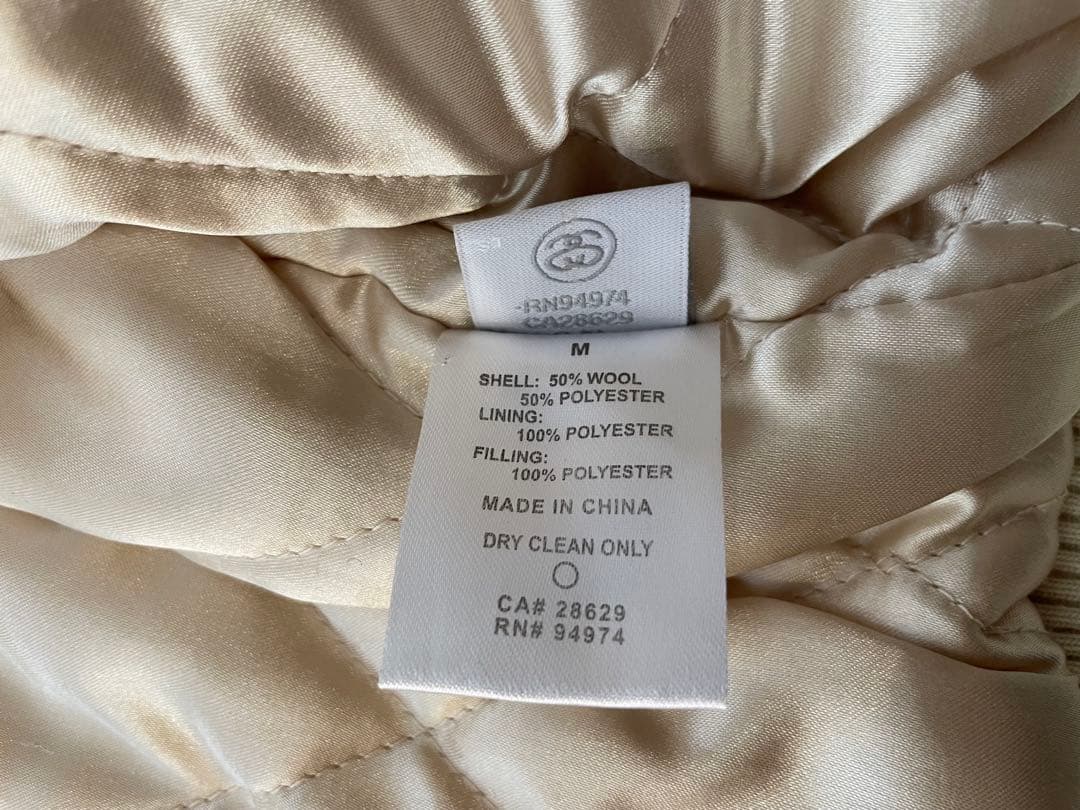 -RN94974
CA28629
M
SHELL: 50% WOOL
50% POLYESTER
LINING:
100% POLYESTER
FILLING:
100% POLYESTER
MADE IN CHINA
DRY CLEAN ONLY
CA# 28629
RN# 94974